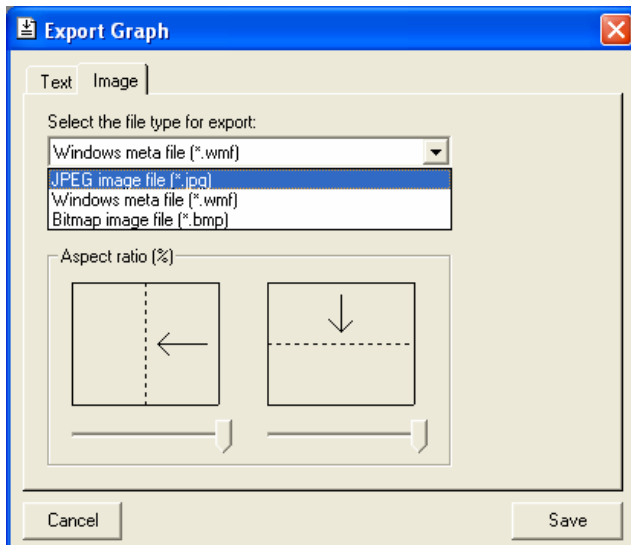 Export Graph
Text Image
Select the file type for export:
Windows meta file (*.wmf)
JPEG image file (*.jpg)
Windows meta file (*.wmf)
Bitmap image file (*.bmp)
Aspect ratio (%)
Cancel Save